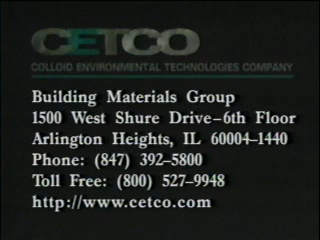 CETCO
COLLOID ENVIRONMENTAL TECHNOLOGIES COMPANY
Building Materials Group
1500 West Shure Drive–6th Floor
Arlington Heights, IL 60004–1440
Phone: (847) 392–5800
Toll Free: (800) 527–9948
http://www.cetco.com